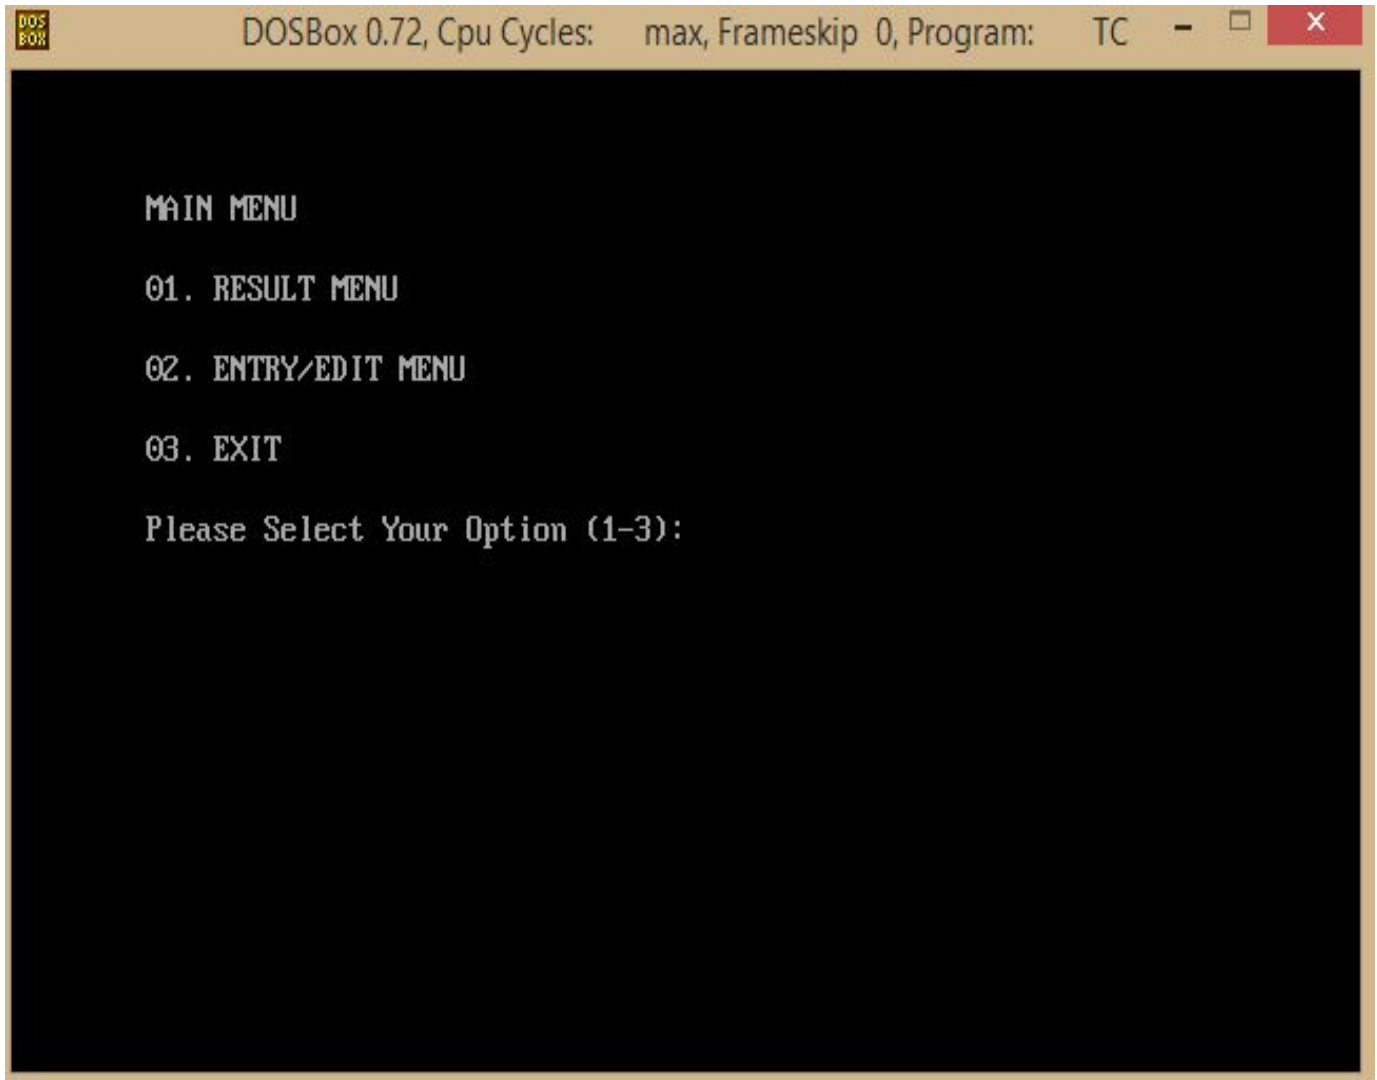 DOS
BOX
DOSBox 0.72, Cpu Cycles: max, Frameskip 0, Program: TC
MAIN MENU
01. RESULT MENU
02. ENTRY/EDIT MENU
03. EXIT
Please Select Your Option (1-3):